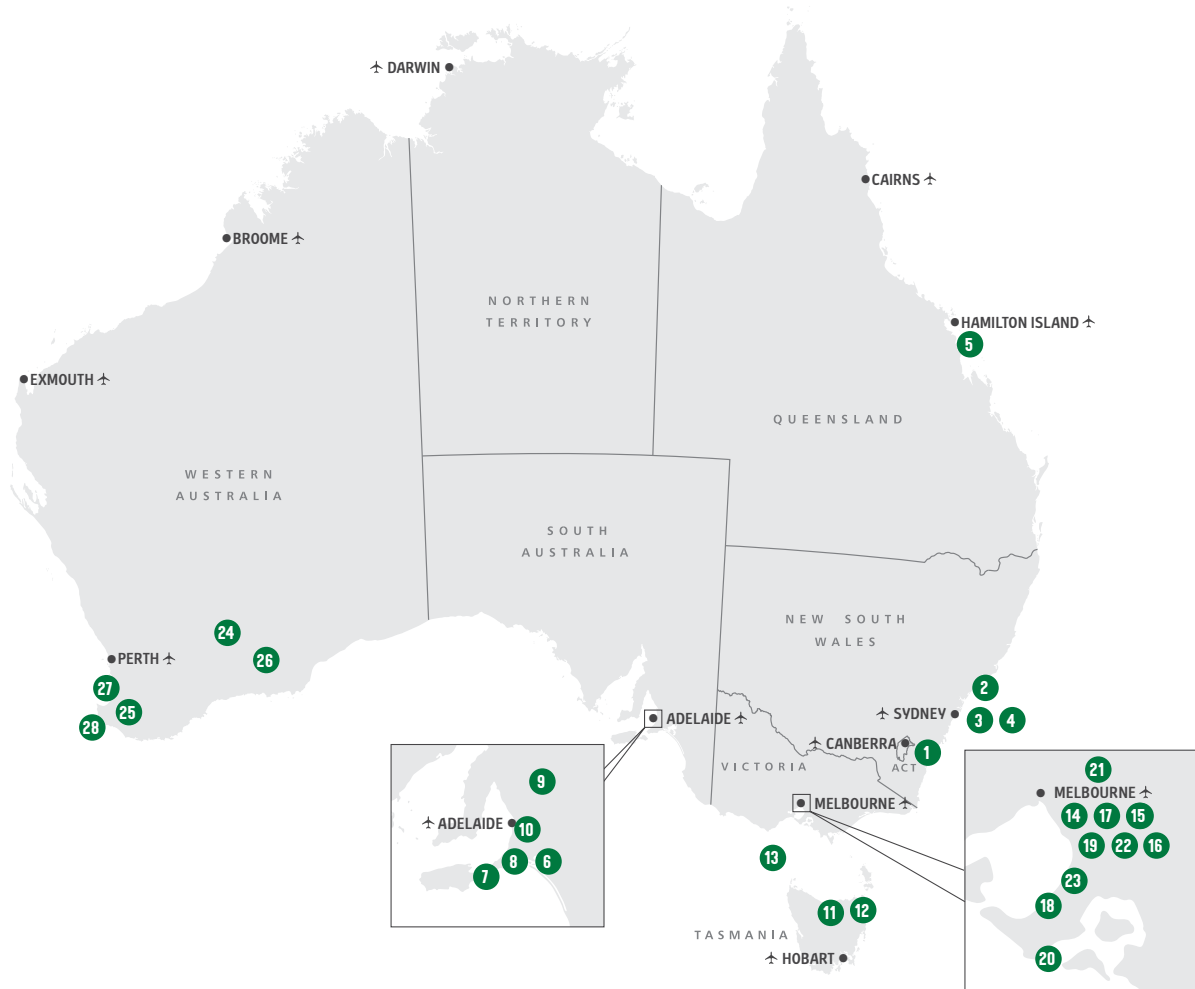 DARWIN
CAIRNS
BROOME
NORTHERN
TERRITORY
HAMILTON ISLAND
5
EXMOUTH
QUEENSLAND
WESTERN
AUSTRALIA
SOUTH
AUSTRALIA
NEW SOUTH
WALES
24
26
PERTH
27
25
28
2
SYDNEY
3
4
ADELAIDE
CANBERRA
1
VICTORIA
ACT
MELBOURNE
9
ADELAIDE
10
8
6
7
21
MELBOURNE
14
17
15
19
22
16
23
18
20
13
11
12
TASMANIA
HOBART